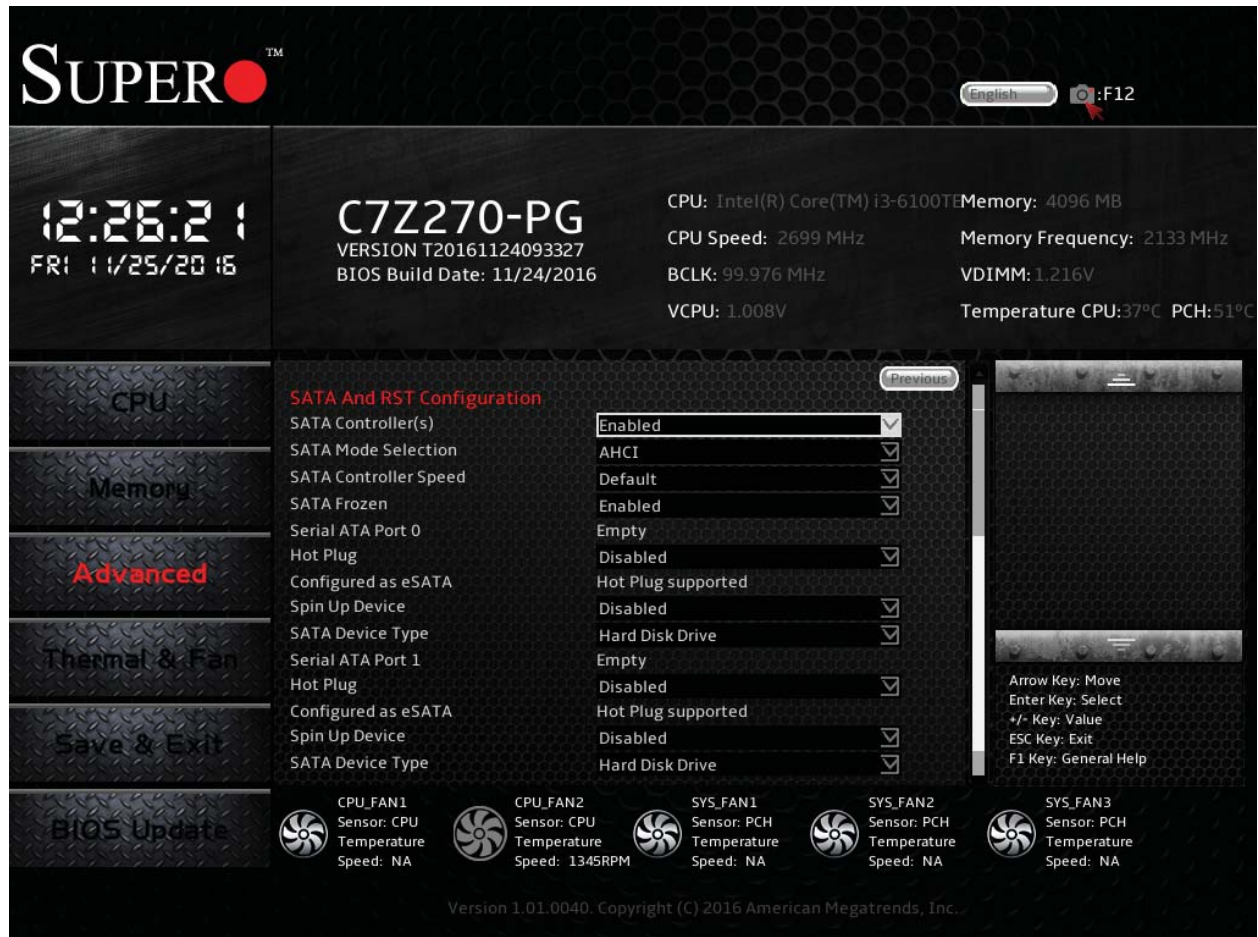 SUPER TM
English :F12
12:26:21
FRI 11/25/2016
C7Z270-PG
VERSION T20161124093327
BIOS Build Date: 11/24/2016
CPU: Intel(R) Core(TM) i3-6100TE
CPU Speed: 2699 MHz
BCLK: 99.976 MHz
VCPU: 1.008V
Memory: 4096 MB
Memory Frequency: 2133 MHz
VDIMM:1.216V
Temperature CPU:37°C PCH:51°C
CPU
Memory
Advanced
Thermal & Fan
Save & Exit
BIOS Update
Previous
SATA And RST Configuration
SATA Controller(s) Enabled
SATA Mode Selection AHCI
SATA Controller Speed Default
SATA Frozen Enabled
Serial ATA Port 0 Empty
Hot Plug Disabled
Configured as eSATA Hot Plug supported
Spin Up Device Disabled
SATA Device Type Hard Disk Drive
Serial ATA Port 1 Empty
Hot Plug Disabled
Configured as eSATA Hot Plug supported
Spin Up Device Disabled
SATA Device Type Hard Disk Drive
Arrow Key: Move
Enter Key: Select
+/- Key: Value
ESC Key: Exit
F1 Key: General Help
CPU_FAN1
Sensor: CPU
Temperature
Speed: NA
CPU_FAN2
Sensor: CPU
Temperature
Speed: 1345RPM
SYS_FAN1
Sensor: PCH
Temperature
Speed: NA
SYS_FAN2
Sensor: PCH
Temperature
Speed: NA
SYS_FAN3
Sensor: PCH
Temperature
Speed: NA
Version 1.01.0040. Copyright (C) 2016 American Megatrends, Inc.